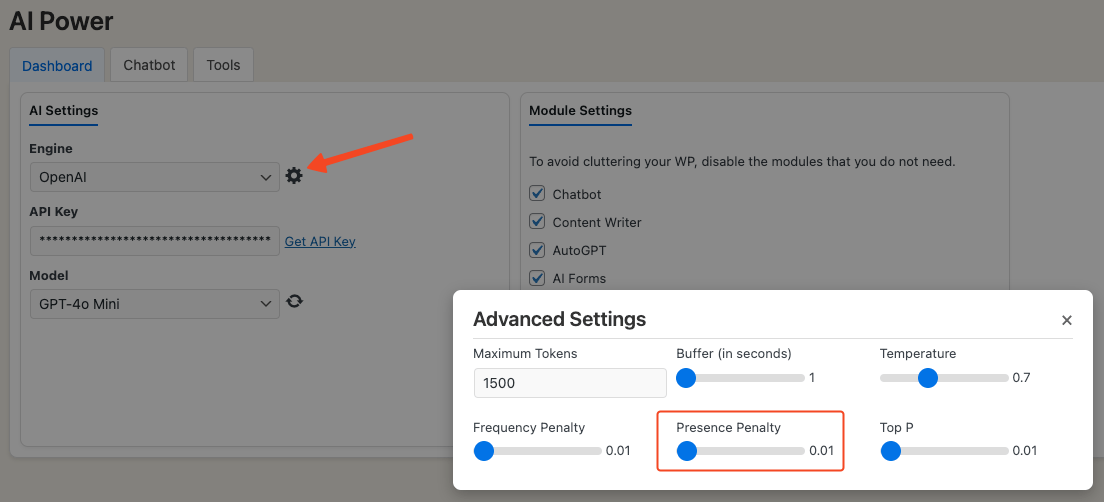 AI Power
Dashboard
Chatbot
Tools
AI Settings
Engine
OpenAI
API Key
************************************
Get API Key
Model
GPT-4o Mini
Module Settings
To avoid cluttering your WP, disable the modules that you do not need.
Chatbot
Content Writer
AutoGPT
AI Forms
Advanced Settings
×
Maximum Tokens
1500
Buffer (in seconds)
1
Temperature
0.7
Frequency Penalty
0.01
Presence Penalty
0.01
Top P
0.01